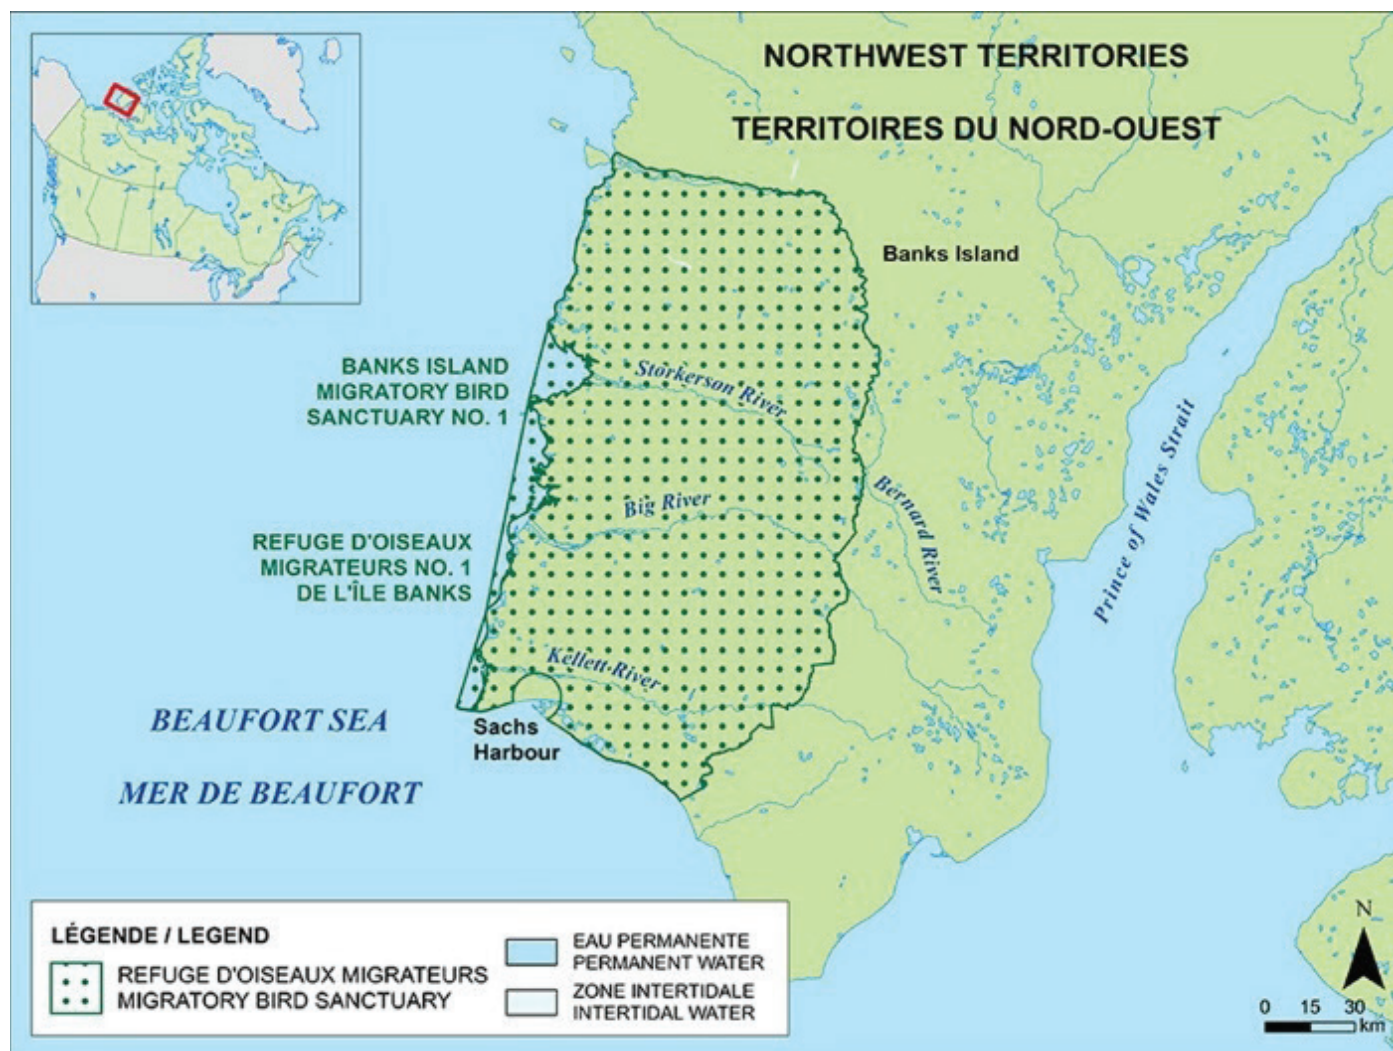 NORTHWEST TERRITORIES
TERRITOIRES DU NORD-OUEST
Banks Island
BANKS ISLAND
MIGRATORY BIRD
SANCTUARY NO. 1
Storkerson River
Big River
Bernard River
Prince of Wales Strait
REFUGE D'OISEAUX
MIGRATEURS NO. 1
DE L'ÎLE BANKS
Kellett River
BEAUFORT SEA
MER DE BEAUFORT
Sachs
Harbour
LÉGENDE / LEGEND
REFUGE D'OISEAUX MIGRATEURS
MIGRATORY BIRD SANCTUARY
EAU PERMANENTE
PERMANENT WATER
ZONE INTERTIDALE
INTERTIDAL WATER
N
0 15 30
km